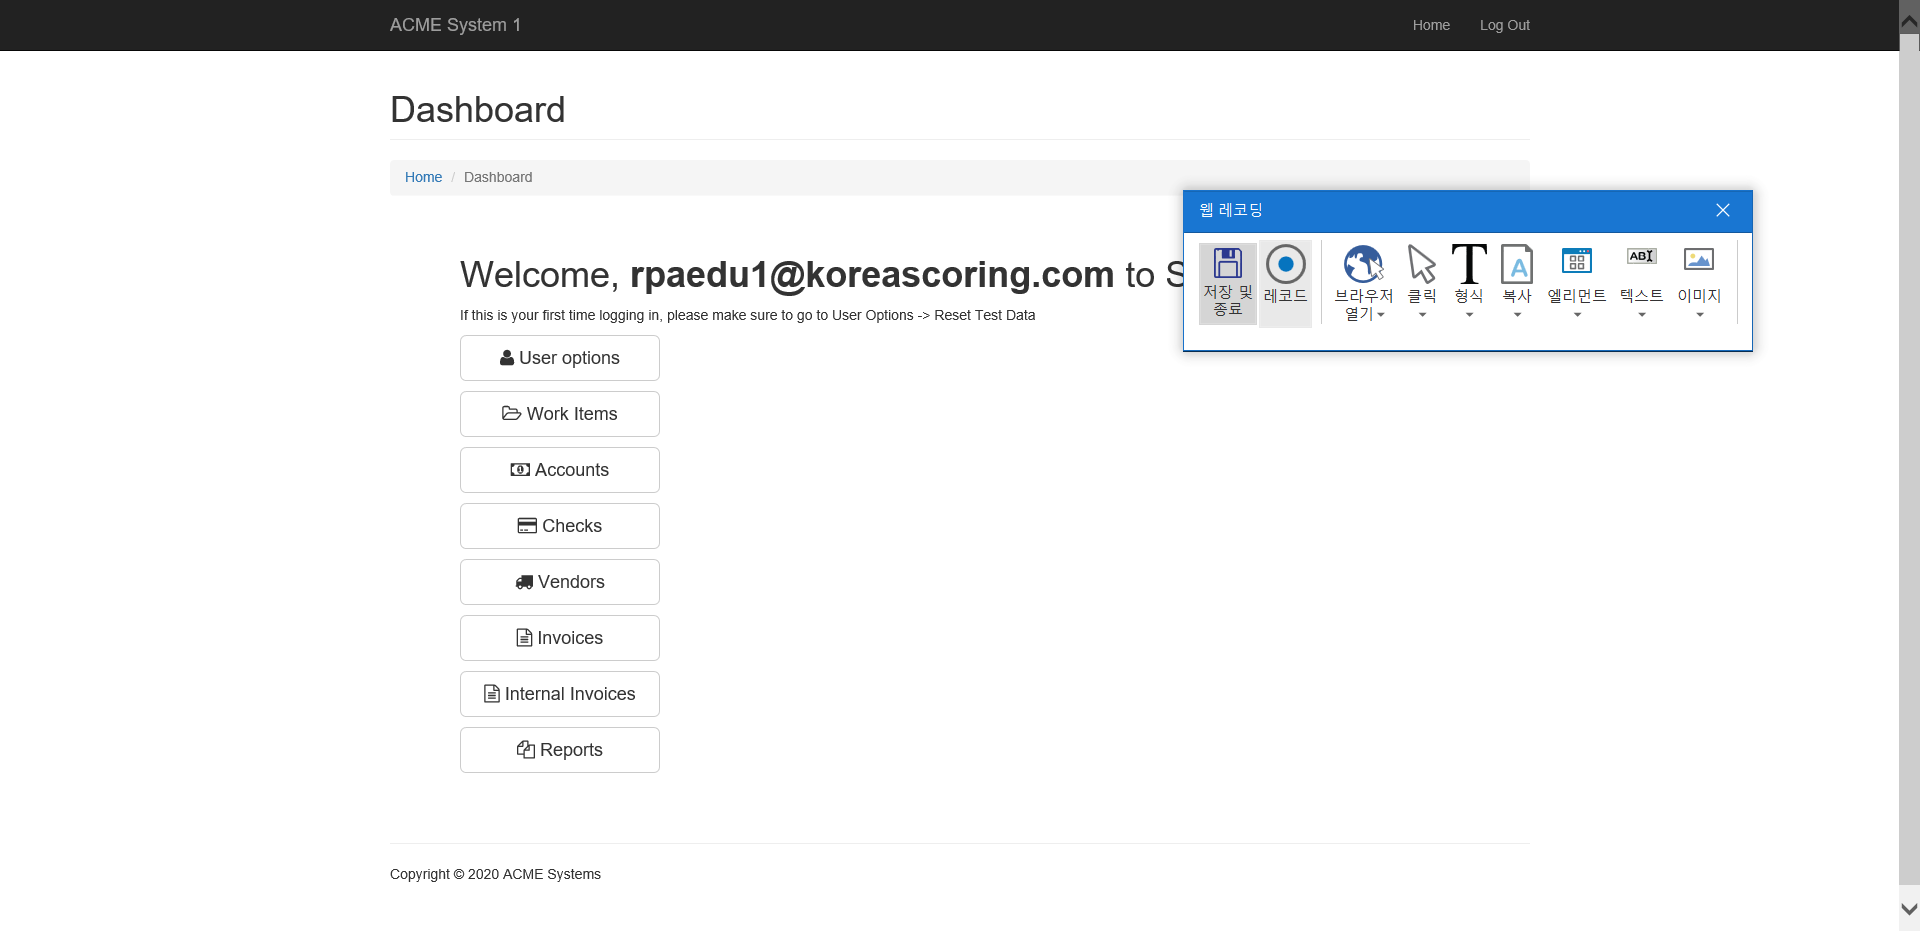 ACME System 1
Home
Log Out
Dashboard
Home / Dashboard
웹 레코딩
Welcome, rpaedu1@koreascoring.com to S
저장 및
종료
레코드
브라우저
열기
클릭
형식
복사
엘리먼트
텍스트
이미지
If this is your first time logging in, please make sure to go to User Options -> Reset Test Data
User options
Work Items
Accounts
Checks
Vendors
Invoices
Internal Invoices
Reports
Copyright © 2020 ACME Systems